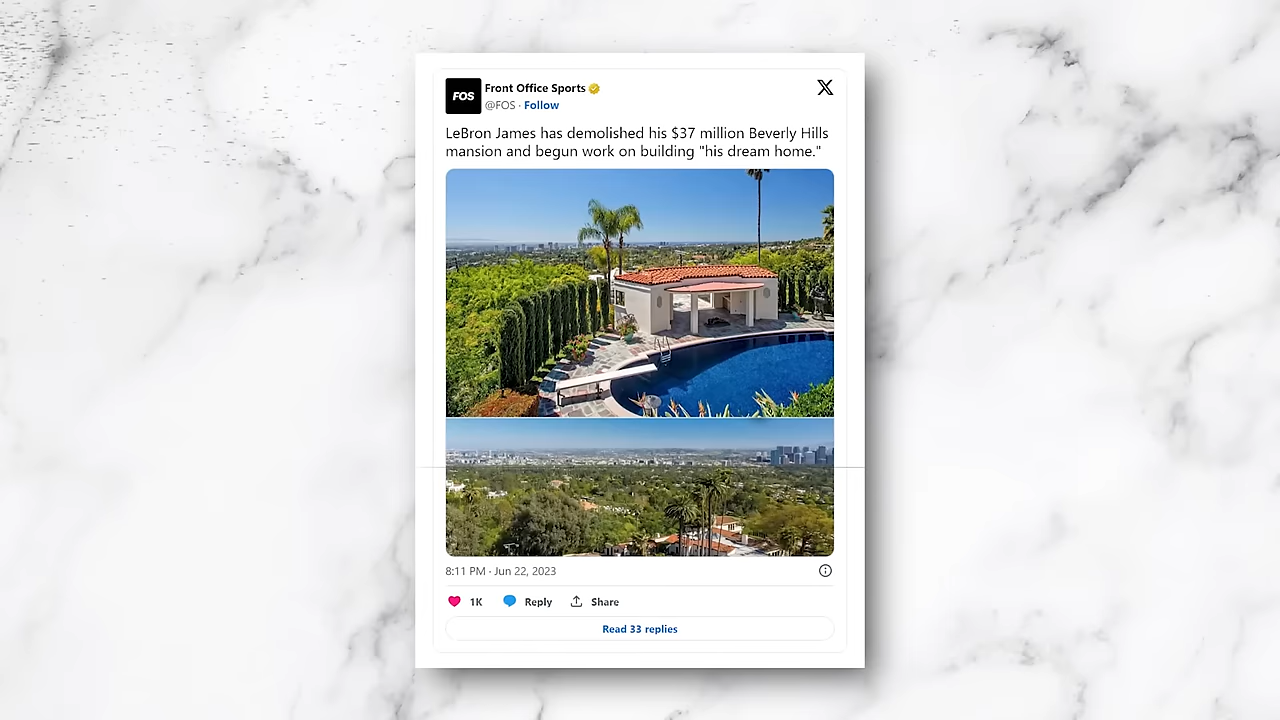 FOS
Front Office Sports
@FOS · Follow
LeBron James has demolished his $37 million Beverly Hills
mansion and begun work on building "his dream home."
8:11 PM · Jun 22, 2023
1K Reply Share
Read 33 replies